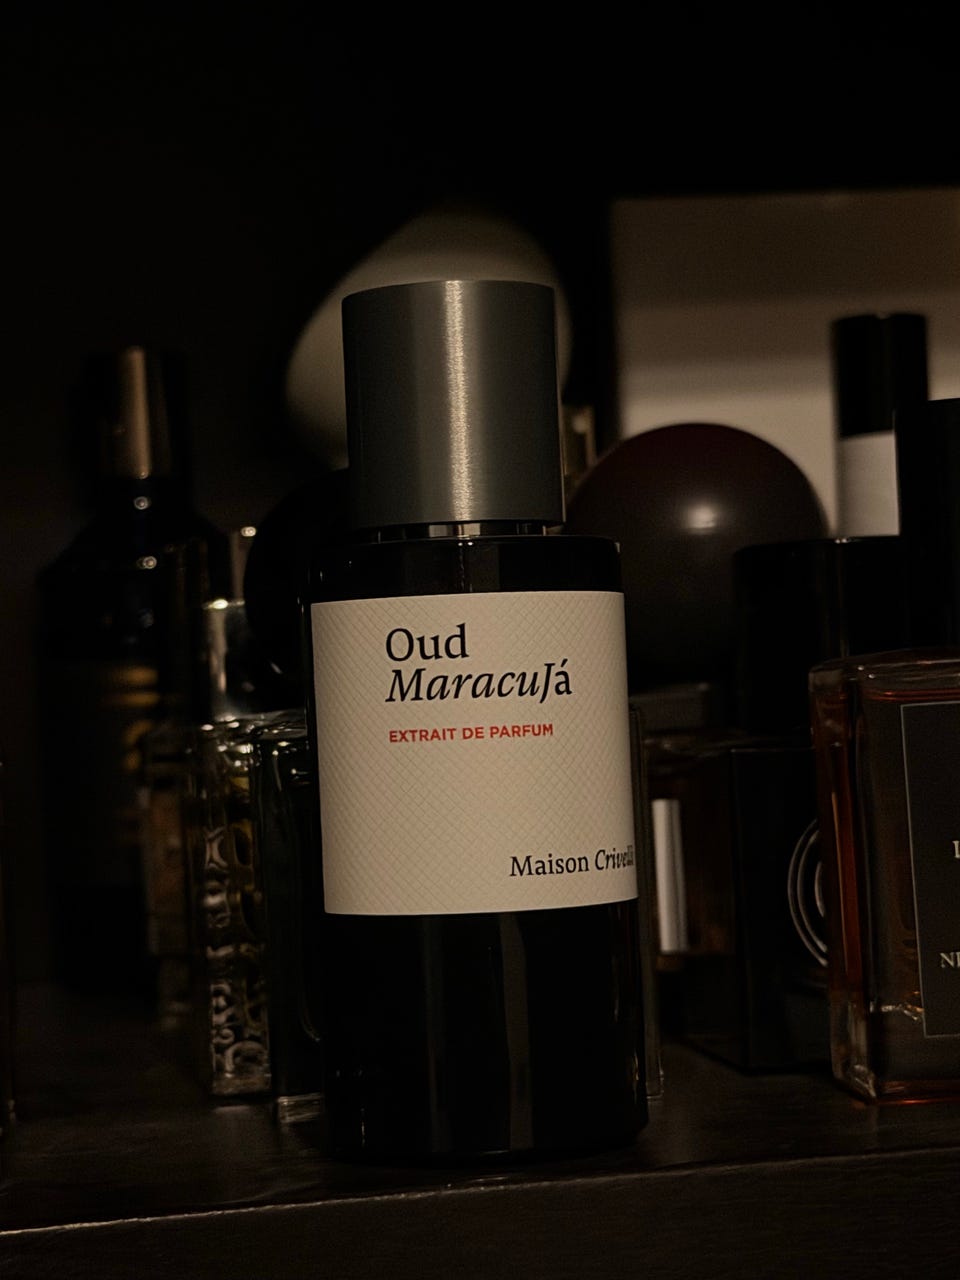 Oud
MaracuJá
EXTRAIT DE PARFUM
Maison Crivelli